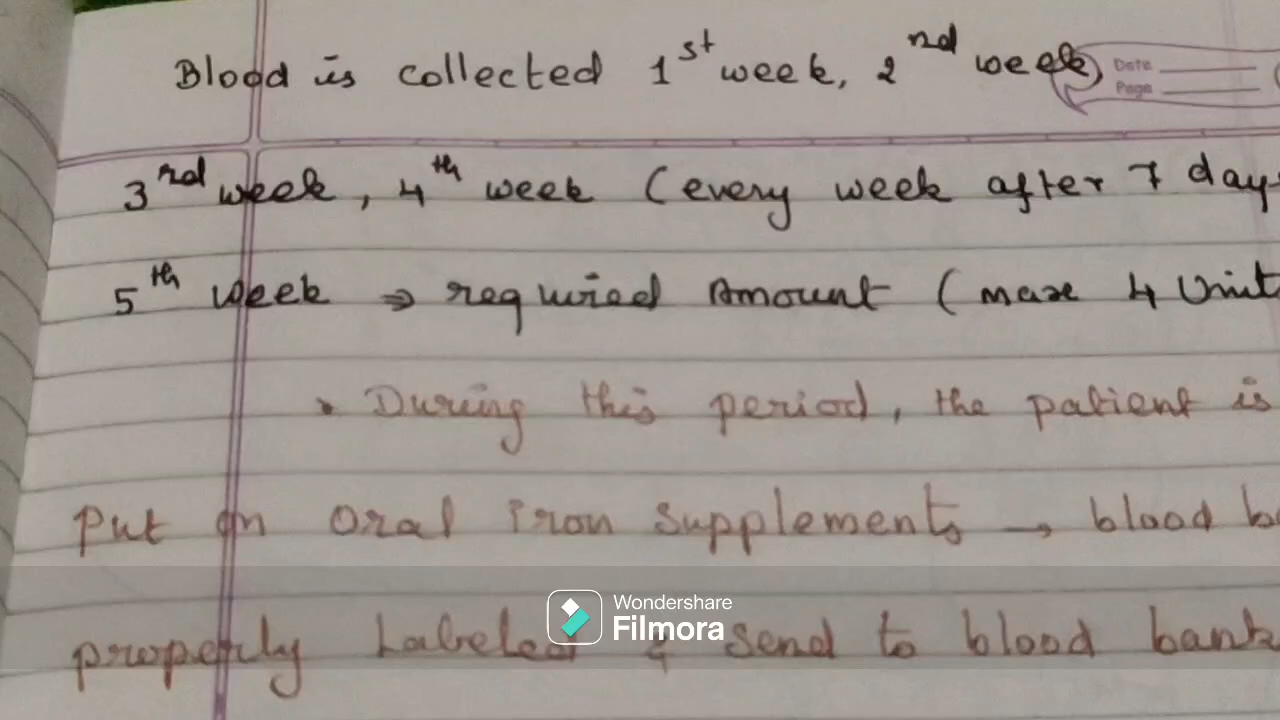 Blood is collected 1st week, 2nd week,
Date
Page
3rd week, 4th week (every week after 7 day
5th week ⇒ required Amount (max 4 Unit
• During this period, the patient is
put on oral iron supplements → blood b
Wondershare
Filmora
properly Labeled & send to blood bank